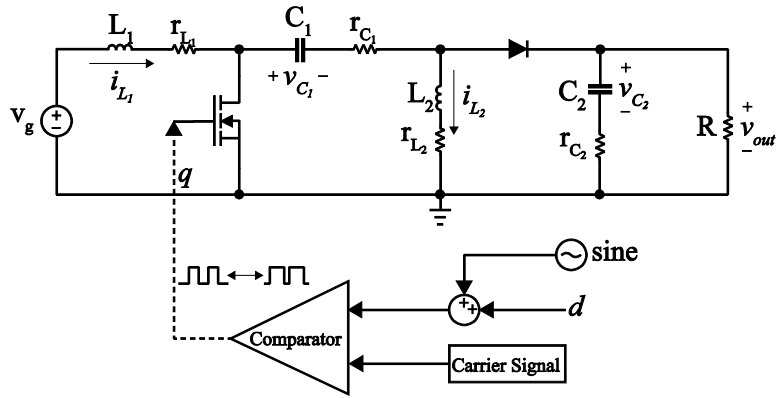 L1 rL1 C1 rC1
iL1 + vC1 −
vg + −
L2 iL2
rL2
C2 + vC2 −
rC2
R + vout −
q
sine
+ +
d
Comparator
Carrier Signal